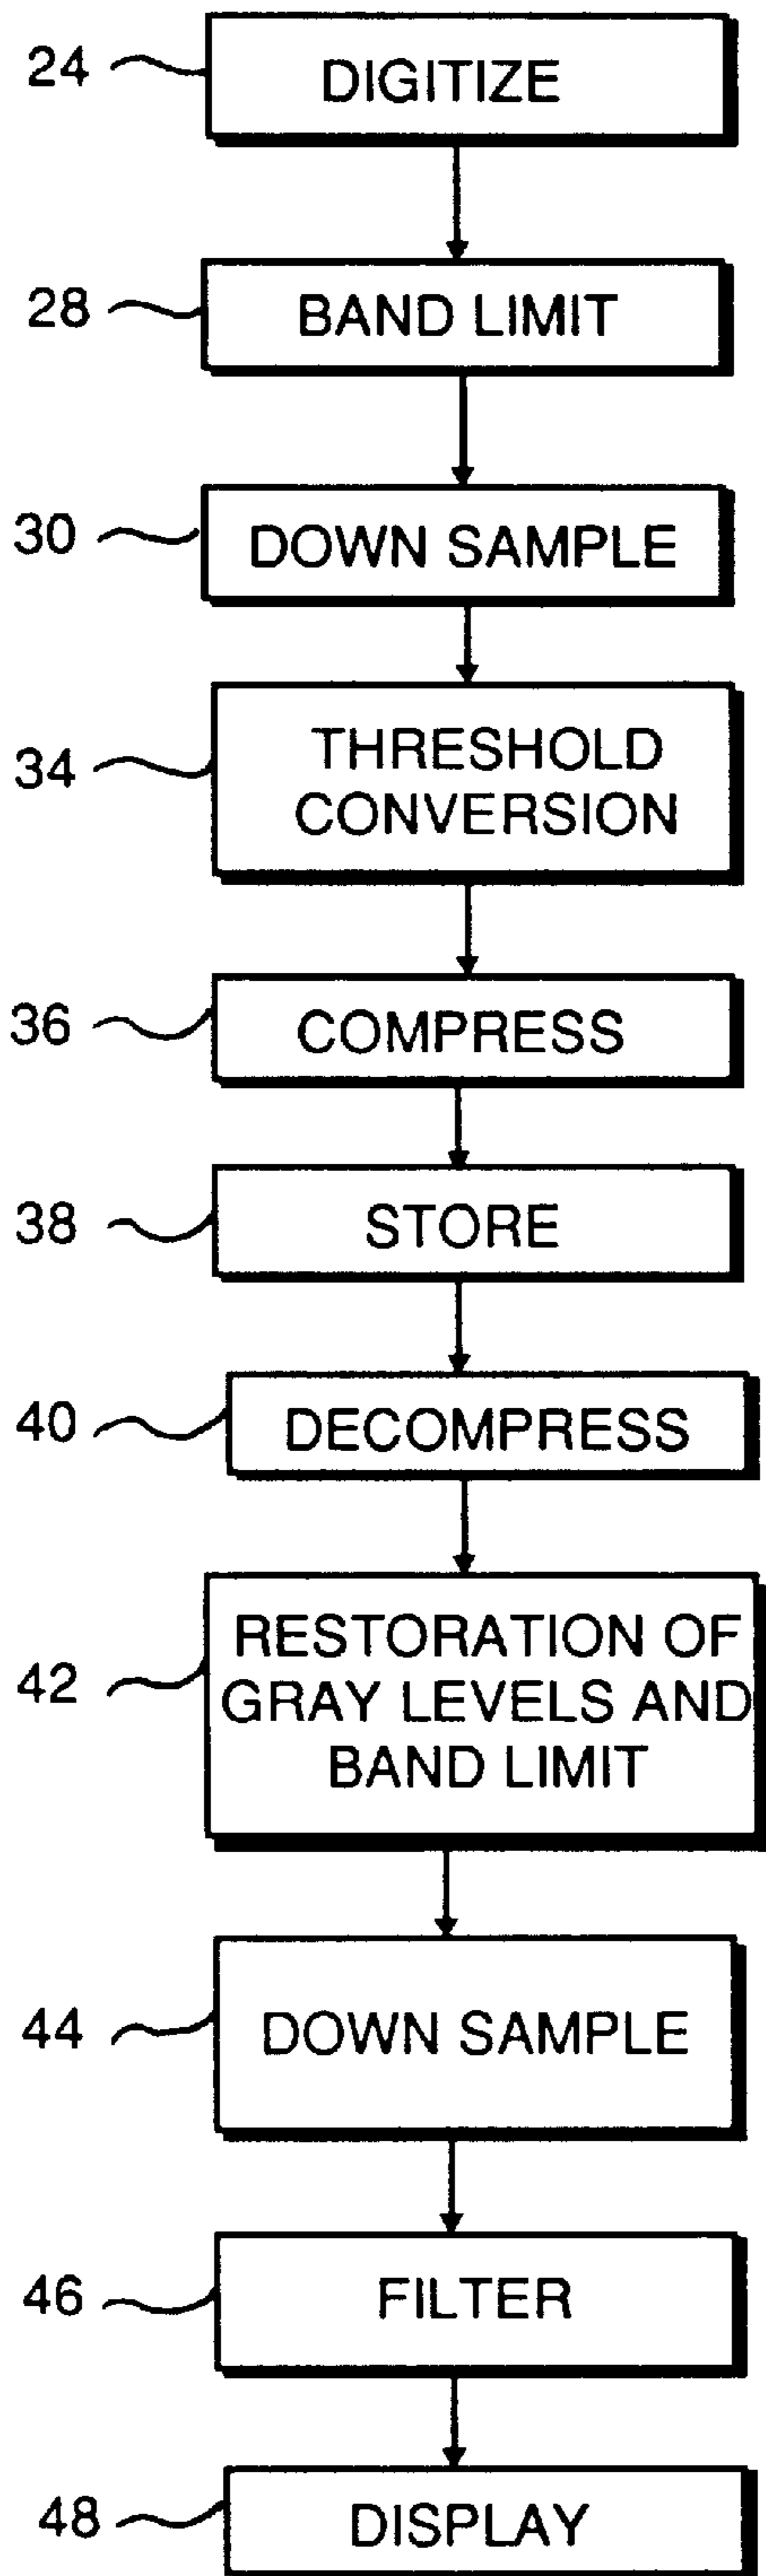 24 DIGITIZE
28 BAND LIMIT
30 DOWN SAMPLE
34 THRESHOLD
CONVERSION
36 COMPRESS
38 STORE
40 DECOMPRESS
RESTORATION OF
42 GRAY LEVELS AND
BAND LIMIT
44 DOWN SAMPLE
46 FILTER
48 DISPLAY